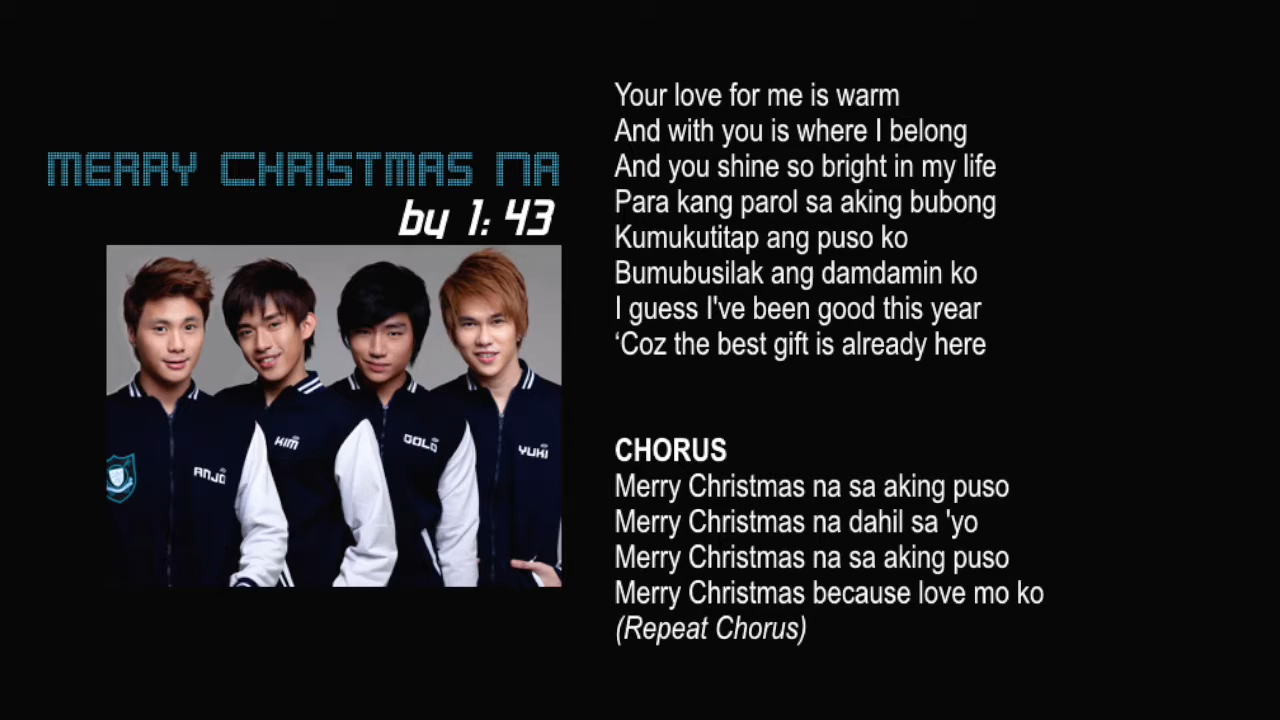 MERRY CHRISTMAS NA
by 1:43
ANJO
KIM
GOLD
YUKI
Your love for me is warm
And with you is where I belong
And you shine so bright in my life
Para kang parol sa aking bubong
Kumukutitap ang puso ko
Bumubusilak ang damdamin ko
I guess I've been good this year
‘Coz the best gift is already here
CHORUS
Merry Christmas na sa aking puso
Merry Christmas na dahil sa 'yo
Merry Christmas na sa aking puso
Merry Christmas because love mo ko
(Repeat Chorus)